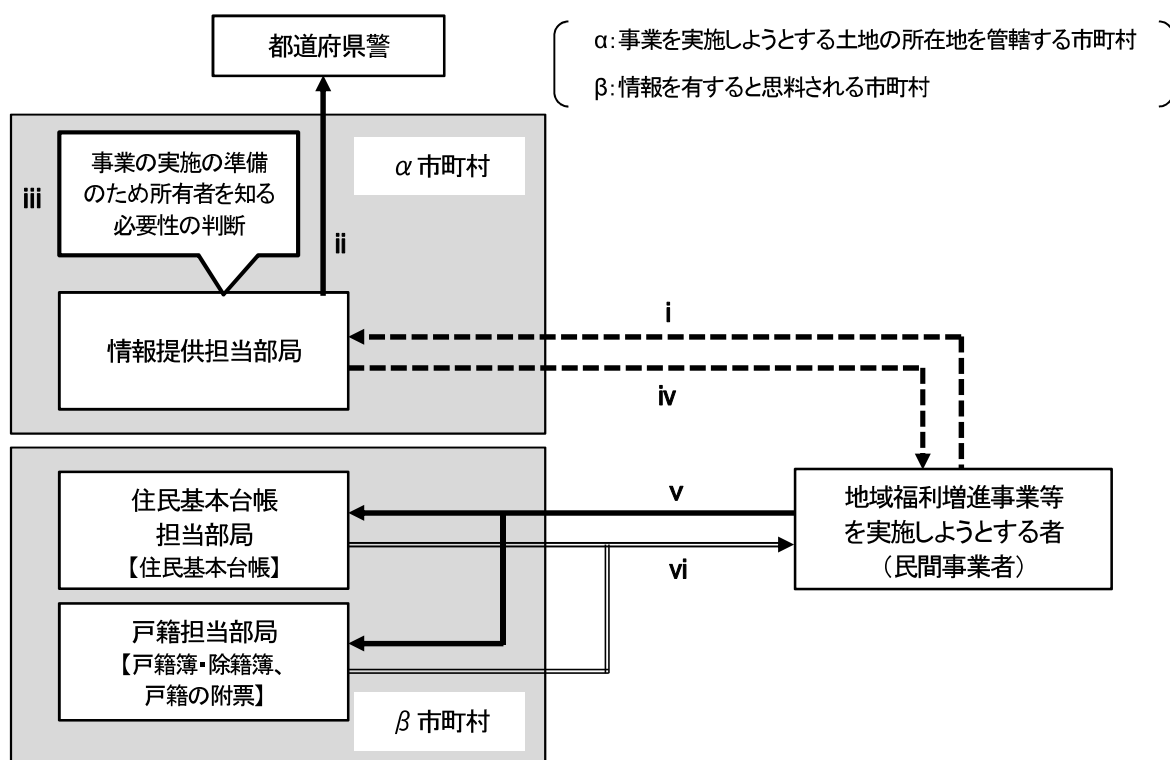 都道府県警
α：事業を実施しようとする土地の所在地を管轄する市町村
β：情報を有すると思料される市町村
事業の実施の準備
のため所有者を知る
必要性の判断
α 市町村
iii
ii
情報提供担当部局
i
iv
住民基本台帳
担当部局
【住民基本台帳】
v
vi
地域福利増進事業等
を実施しようとする者
（民間事業者）
戸籍担当部局
【戸籍簿・除籍簿、
戸籍の附票】
β 市町村